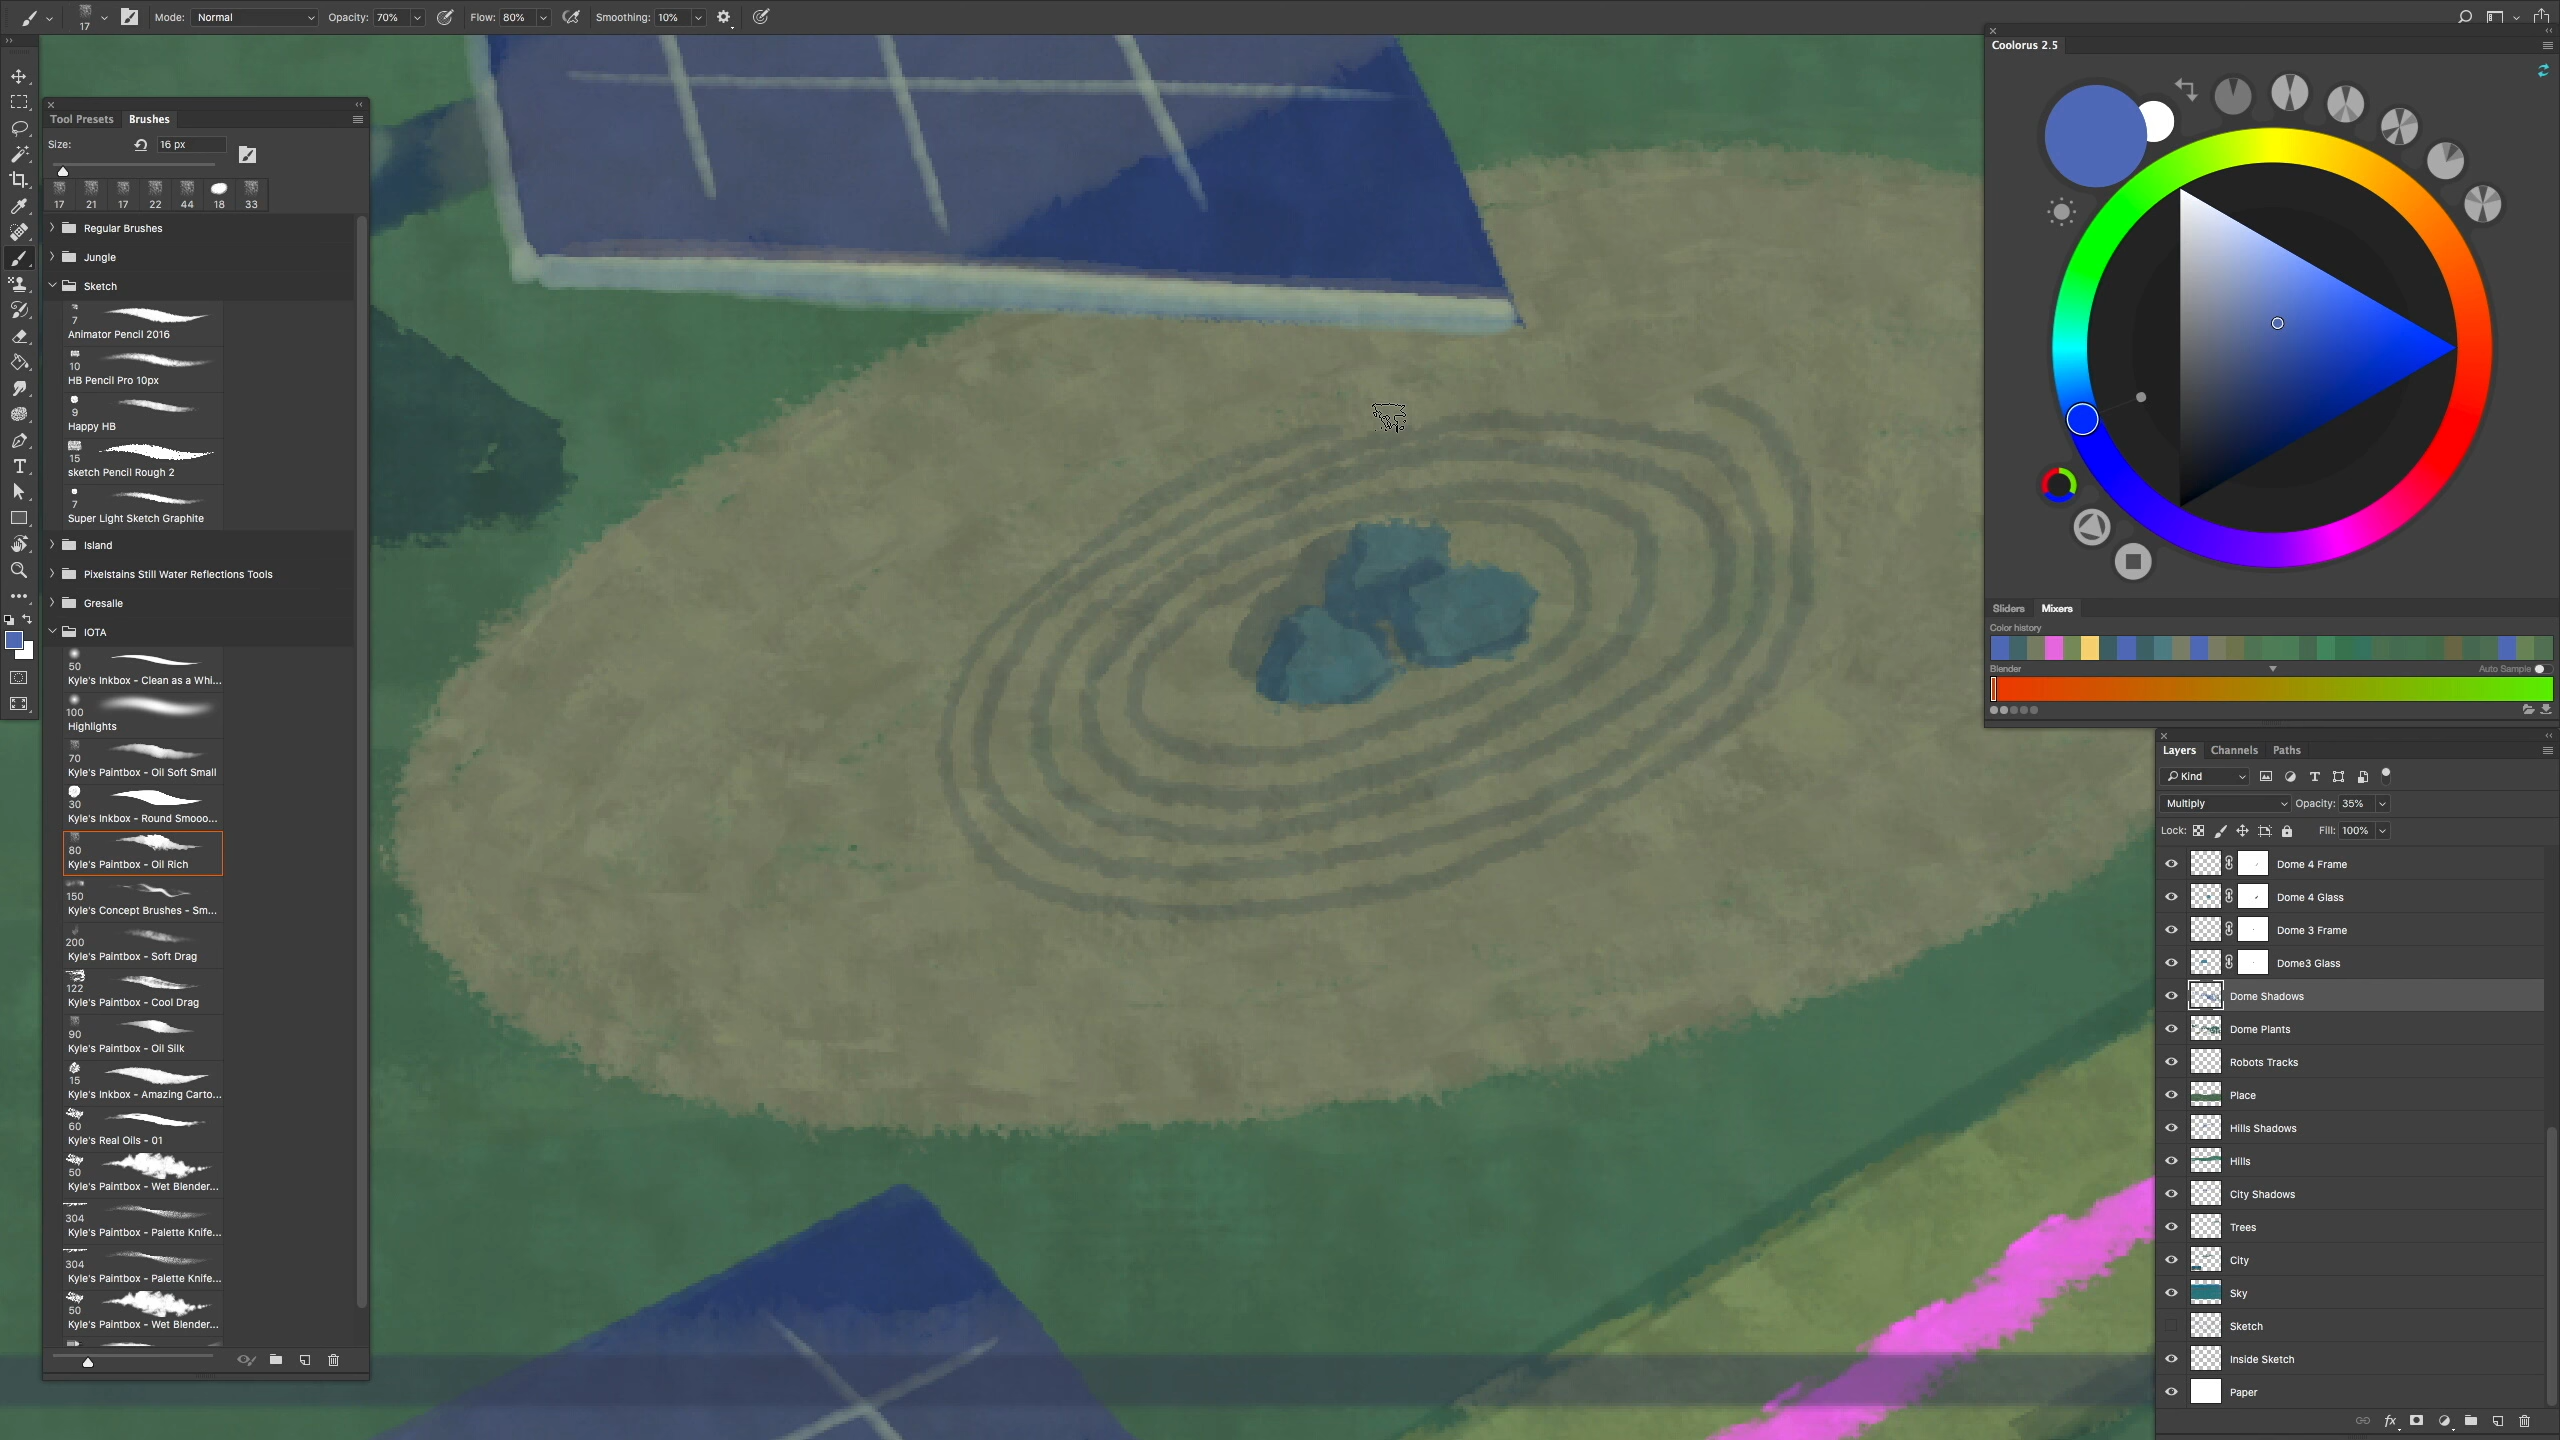 17
Mode: Normal
Opacity: 70%
Flow: 80%
Smoothing: 10%
Tool Presets
Brushes
Size: 16 px
17 21 17 22 44 18 33
Regular Brushes
Jungle
Sketch
7
Animator Pencil 2016
10
HB Pencil Pro 10px
9
Happy HB
15
sketch Pencil Rough 2
7
Super Light Sketch Graphite
Island
Pixelstains Still Water Reflections Tools
Gresalle
IOTA
50
Kyle's Inkbox - Clean as a Whi...
100
Highlights
70
Kyle's Paintbox - Oil Soft Small
30
Kyle's Inkbox - Round Smooo...
80
Kyle's Paintbox - Oil Rich
150
Kyle's Concept Brushes - Sm...
200
Kyle's Paintbox - Soft Drag
122
Kyle's Paintbox - Cool Drag
90
Kyle's Paintbox - Oil Silk
15
Kyle's Inkbox - Amazing Carto...
60
Kyle's Real Oils - 01
50
Kyle's Paintbox - Wet Blender...
304
Kyle's Paintbox - Palette Knife...
304
Kyle's Paintbox - Palette Knife...
50
Kyle's Paintbox - Wet Blender...
Coolorus 2.5
Sliders
Mixers
Color history
Blender
Auto Sample
Layers
Channels
Paths
Kind
Multiply
Opacity: 35%
Lock:
Fill: 100%
Dome 4 Frame
Dome 4 Glass
Dome 3 Frame
Dome3 Glass
Dome Shadows
Dome Plants
Robots Tracks
Place
Hills Shadows
Hills
City Shadows
Trees
City
Sky
Sketch
Inside Sketch
Paper
fx